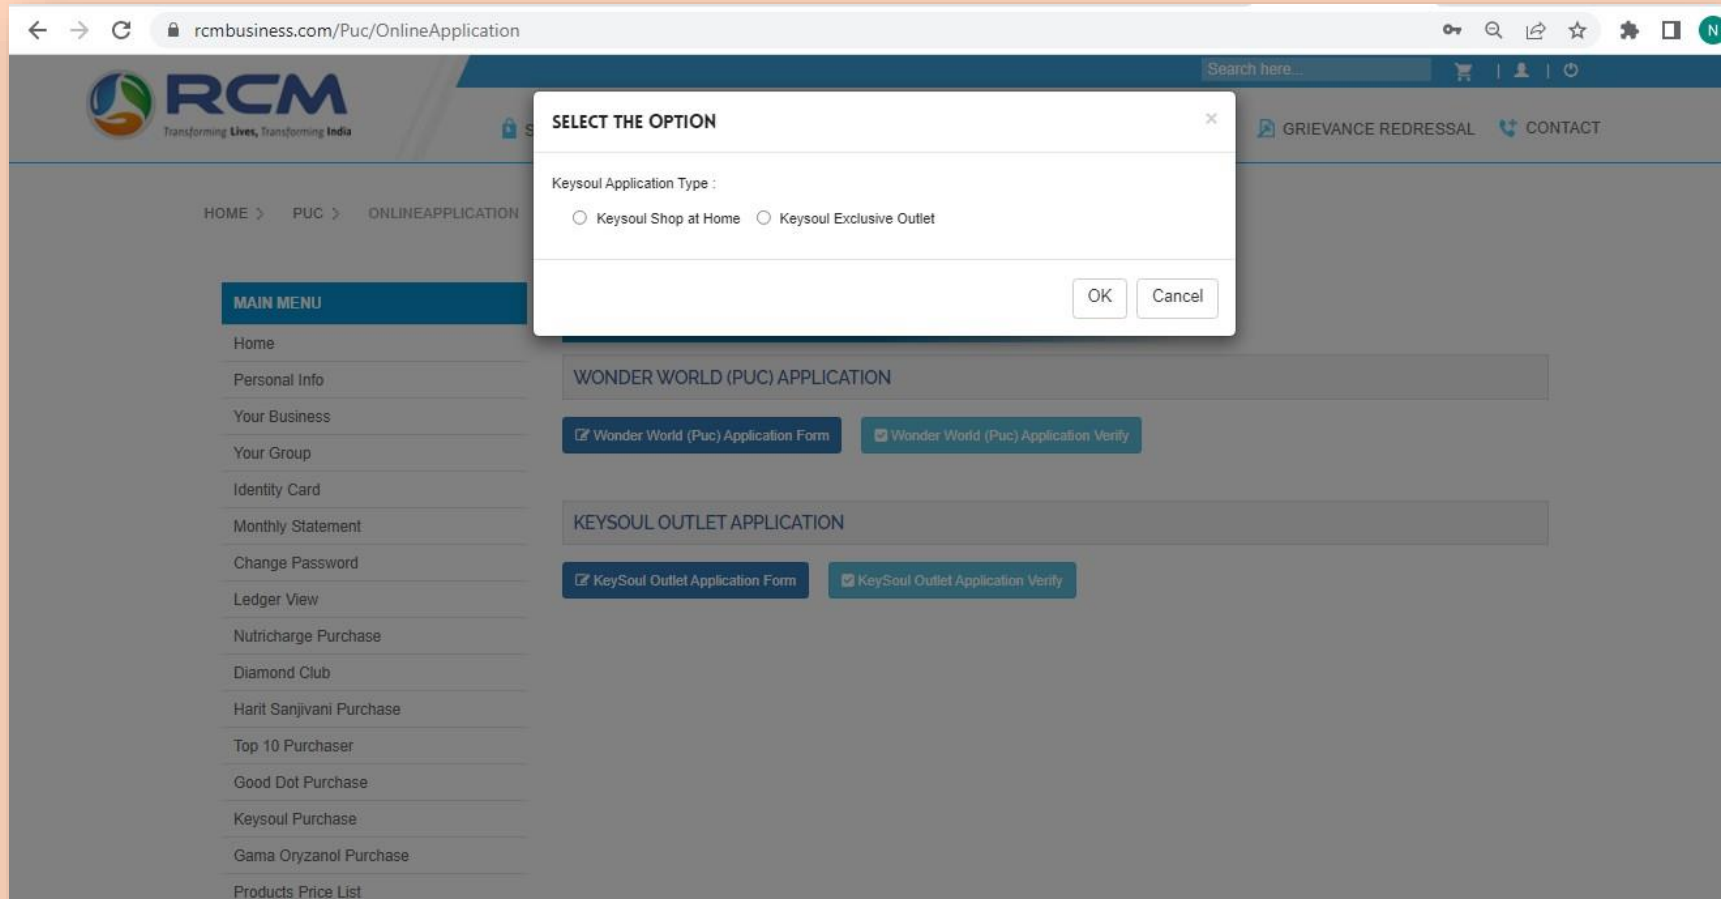 rcmbusiness.com/Puc/OnlineApplication
N
RCM
Transforming Lives, Transforming India
Search here...
| |
S
GRIEVANCE REDRESSAL
CONTACT
SELECT THE OPTION
×
Keysoul Application Type :
Keysoul Shop at Home
Keysoul Exclusive Outlet
OK
Cancel
HOME > PUC > ONLINEAPPLICATION
MAIN MENU
Home
Personal Info
Your Business
Your Group
Identity Card
Monthly Statement
Change Password
Ledger View
Nutricharge Purchase
Diamond Club
Harit Sanjivani Purchase
Top 10 Purchaser
Good Dot Purchase
Keysoul Purchase
Gama Oryzanol Purchase
Products Price List
WONDER WORLD (PUC) APPLICATION
Wonder World (Puc) Application Form
Wonder World (Puc) Application Verify
KEYSOUL OUTLET APPLICATION
KeySoul Outlet Application Form
KeySoul Outlet Application Verify